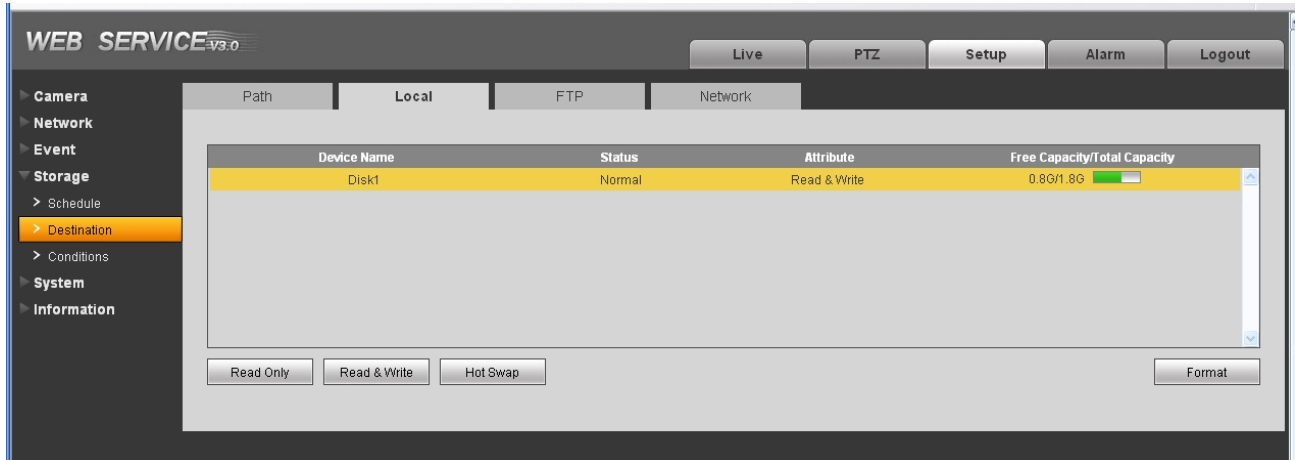 WEB SERVICE V3.0
Live PTZ Setup Alarm Logout
Camera
Network
Event
Storage
> Schedule
> Destination
> Conditions
System
Information
Path Local FTP Network
Device Name Status Attribute Free Capacity/Total Capacity
Disk1 Normal Read & Write 0.8G/1.8G
Read Only Read & Write Hot Swap Format